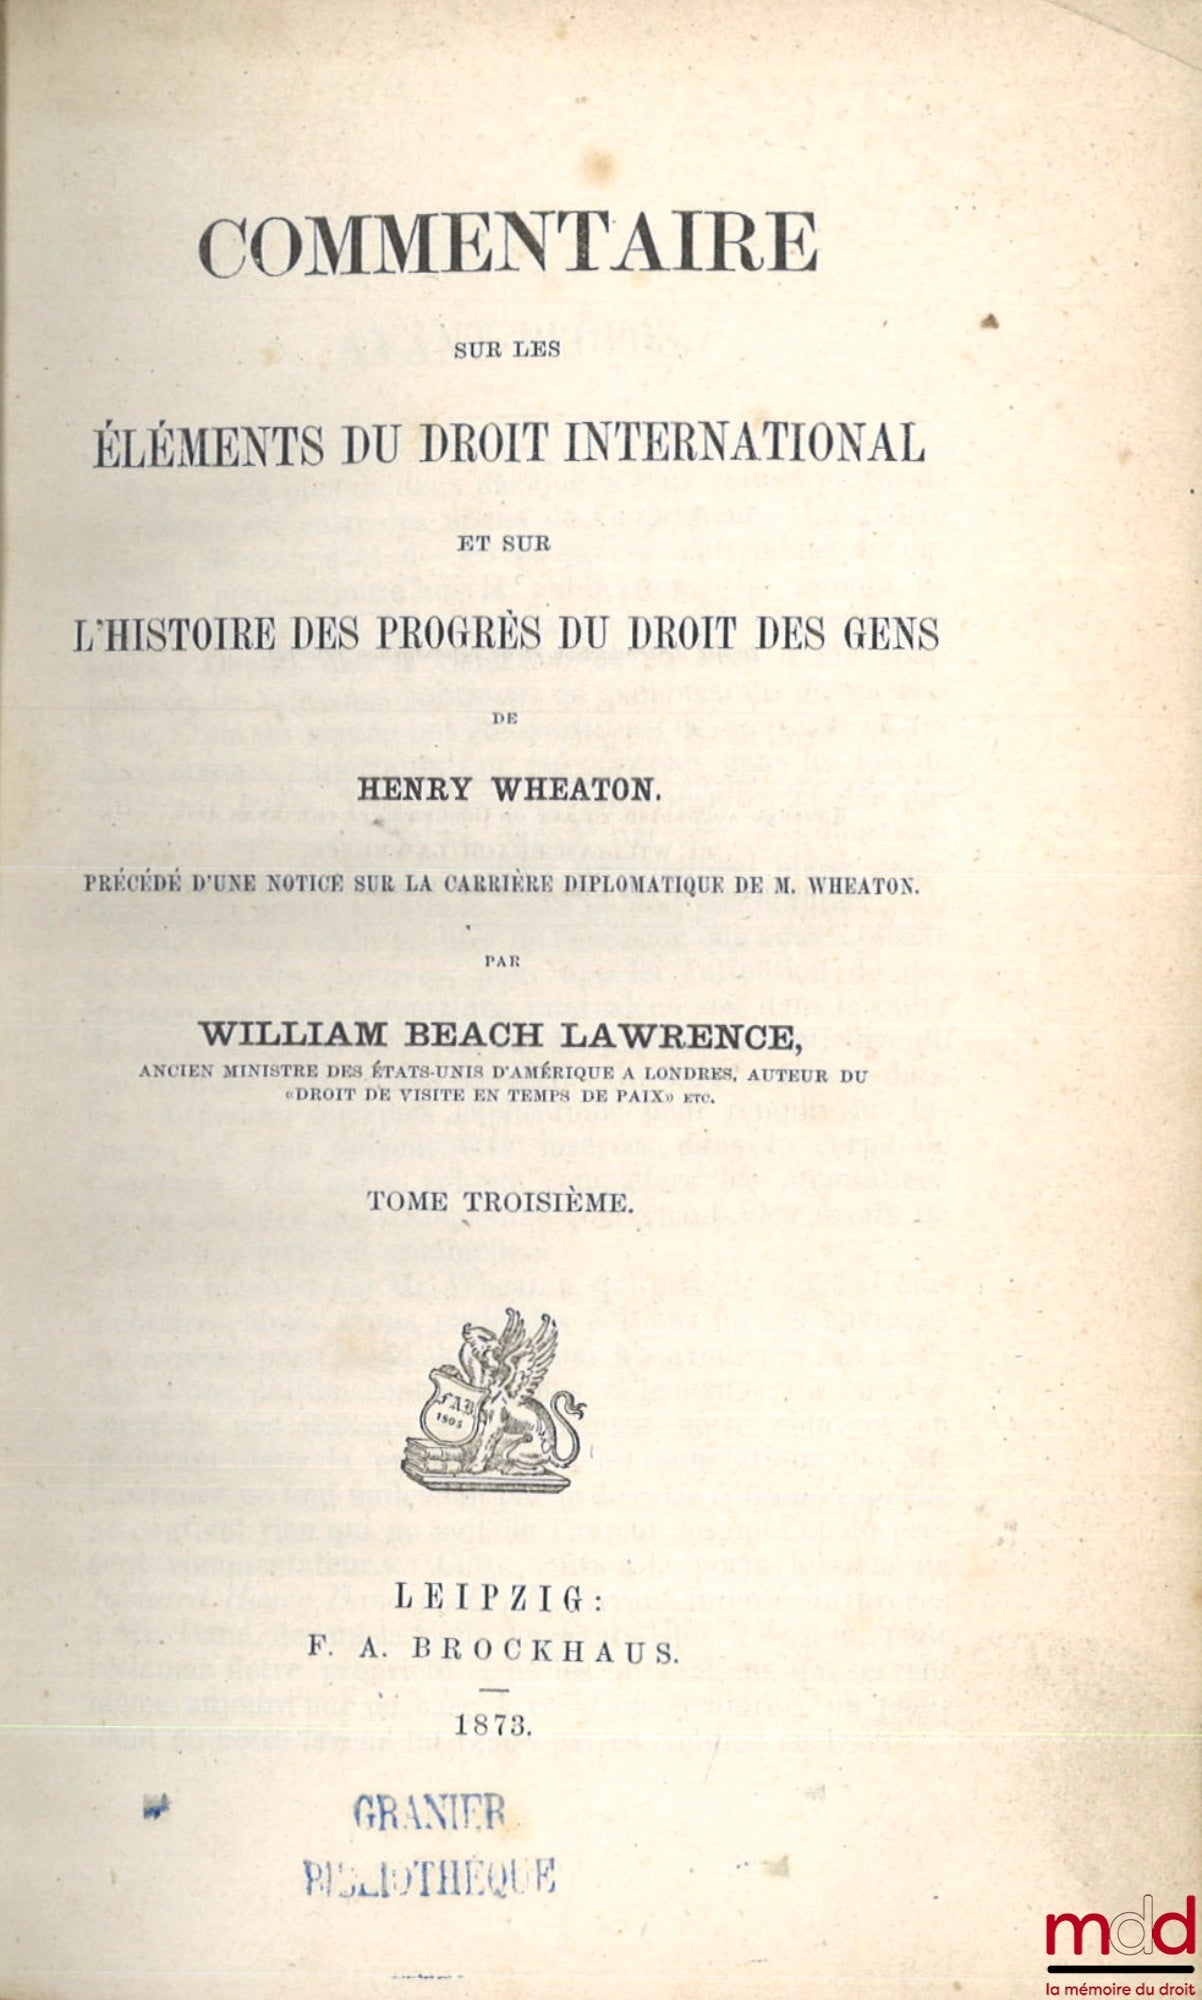 COMMENTAIRE
SUR LES
ÉLÉMENTS DU DROIT INTERNATIONAL
ET SUR
L'HISTOIRE DES PROGRÈS DU DROIT DES GENS
DE
HENRY WHEATON.
PRÉCÉDÉ D'UNE NOTICE SUR LA CARRIÈRE DIPLOMATIQUE DE M. WHEATON.
PAR
WILLIAM BEACH LAWRENCE,
ANCIEN MINISTRE DES ÉTATS-UNIS D'AMÉRIQUE A LONDRES, AUTEUR DU
«DROIT DE VISITE EN TEMPS DE PAIX» ETC.
TOME TROISIÈME.
FAB
1805
LEIPZIG:
F. A. BROCKHAUS.
1873.
GRANIER
BIBLIOTHÈQUE
mdd
la mémoire du droit